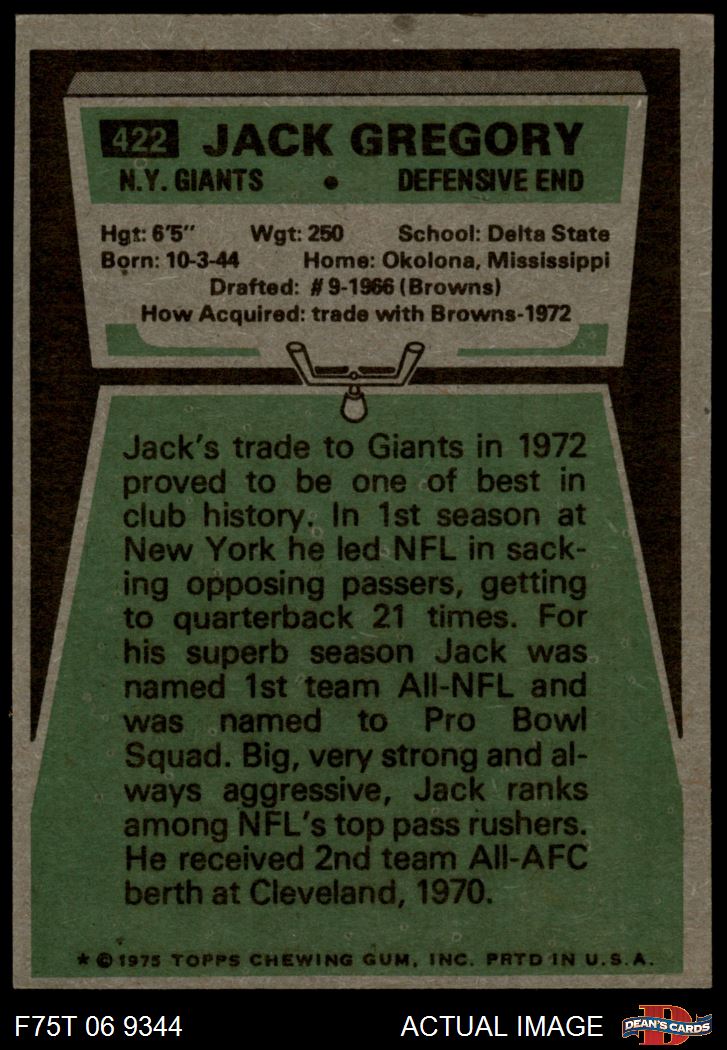 422 JACK GREGORY
N.Y. GIANTS • DEFENSIVE END
Hgt: 6'5" Wgt: 250 School: Delta State
Born: 10-3-44 Home: Okolona, Mississippi
Drafted: #9-1966 (Browns)
How Acquired: trade with Browns-1972
Jack's trade to Giants in 1972
proved to be one of best in
club history. In 1st season at
New York he led NFL in sack-
ing opposing passers, getting
to quarterback 21 times. For
his superb season Jack was
named 1st team All-NFL and
was named to Pro Bowl
Squad. Big, very strong and al-
ways aggressive, Jack ranks
among NFL's top pass rushers.
He received 2nd team All-AFC
berth at Cleveland, 1970.
* © 1975 TOPPS CHEWING GUM, INC. PRTD IN U.S.A.
F75T 06 9344 ACTUAL IMAGE D DEAN'S CARDS